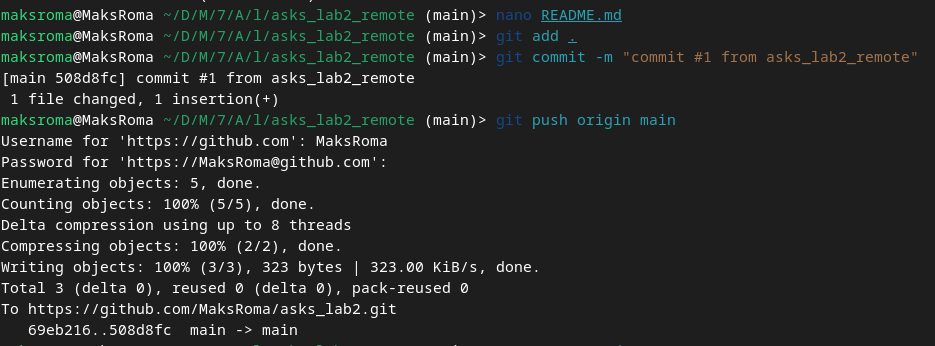 maksroma@MaksRoma ~/D/M/7/A/l/asks_lab2_remote (main)> nano README.md
maksroma@MaksRoma ~/D/M/7/A/l/asks_lab2_remote (main)> git add .
maksroma@MaksRoma ~/D/M/7/A/l/asks_lab2_remote (main)> git commit -m "commit #1 from asks_lab2_remote"
[main 508d8fc] commit #1 from asks_lab2_remote
 1 file changed, 1 insertion(+)
maksroma@MaksRoma ~/D/M/7/A/l/asks_lab2_remote (main)> git push origin main
Username for 'https://github.com': MaksRoma
Password for 'https://MaksRoma@github.com':
Enumerating objects: 5, done.
Counting objects: 100% (5/5), done.
Delta compression using up to 8 threads
Compressing objects: 100% (2/2), done.
Writing objects: 100% (3/3), 323 bytes | 323.00 KiB/s, done.
Total 3 (delta 0), reused 0 (delta 0), pack-reused 0
To https://github.com/MaksRoma/asks_lab2.git
   69eb216..508d8fc  main -> main